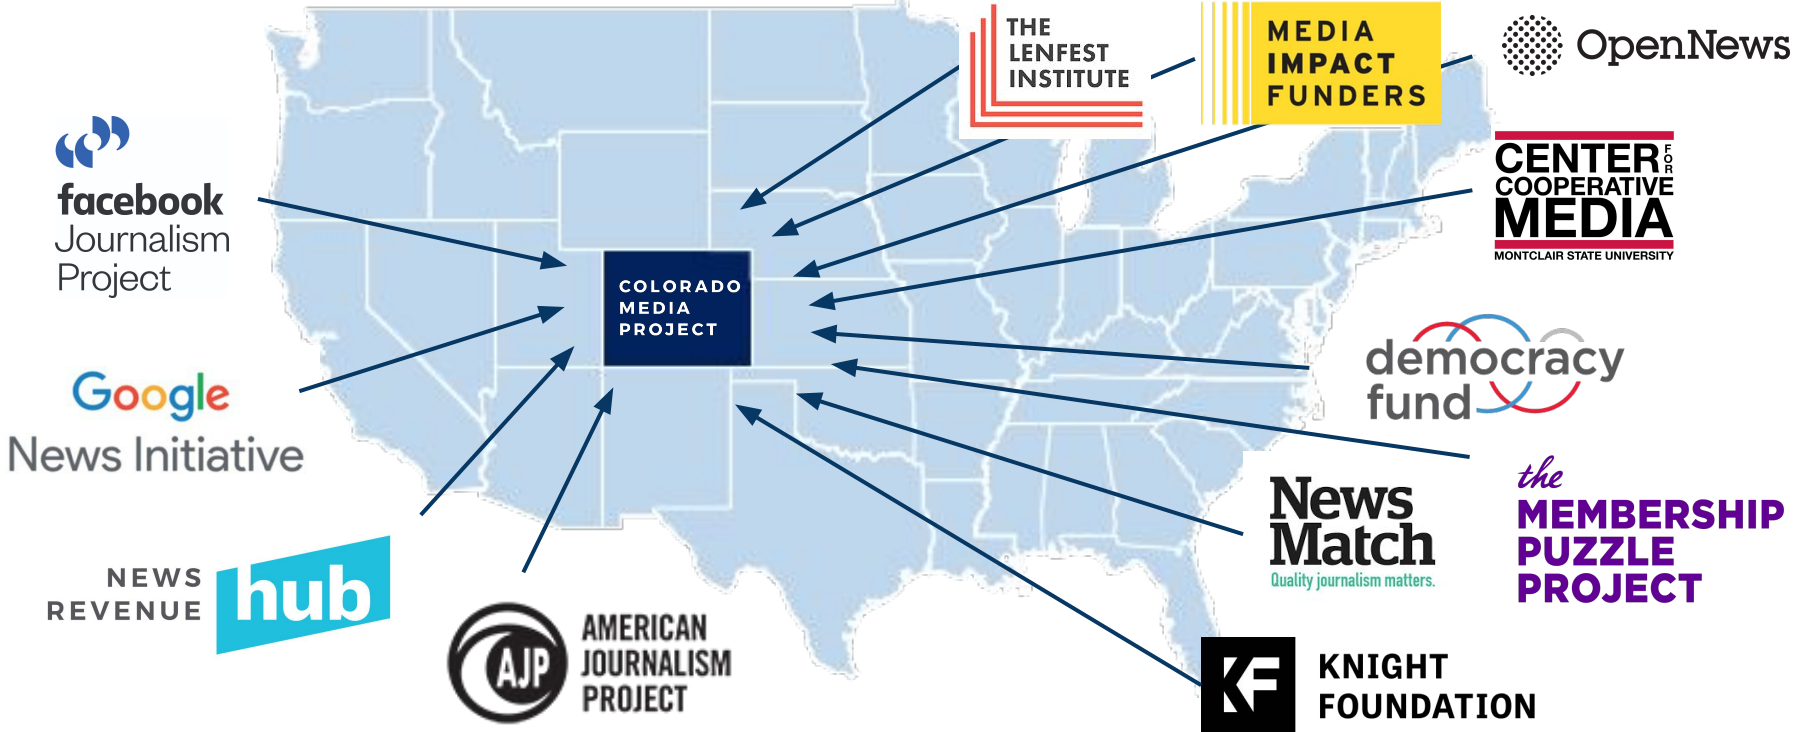 THE
LENFEST
INSTITUTE
MEDIA
IMPACT
FUNDERS
OpenNews
facebook
Journalism
Project
CENTER FOR
COOPERATIVE
MEDIA
MONTCLAIR STATE UNIVERSITY
COLORADO
MEDIA
PROJECT
democracy
fund
Google
News Initiative
News
Match
Quality journalism matters.
the
MEMBERSHIP
PUZZLE
PROJECT
NEWS
REVENUE
hub
AJP
AMERICAN
JOURNALISM
PROJECT
KF
KNIGHT
FOUNDATION